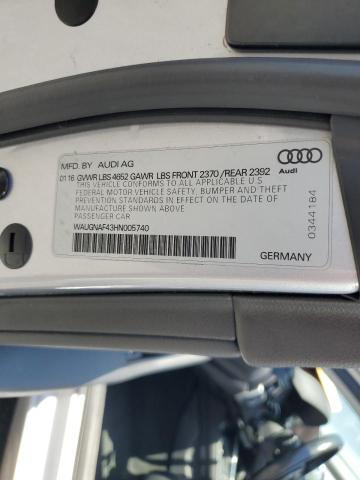 MFD. BY AUDI AG
01 16 GVWR LBS 4652 GAWR LBS FRONT 2370 /REAR 2392
THIS VEHICLE CONFORMS TO ALL APPLICABLE U S
FEDERAL MOTOR VEHICLE SAFETY, BUMPER AND THEFT
PREVENTION STANDARDS IN EFFECT ON THE DATE OF
MANUFACTURE SHOWN ABOVE.
PASSENGER CAR
WAUGNAF43HN005740
Audi
0344184
GERMANY